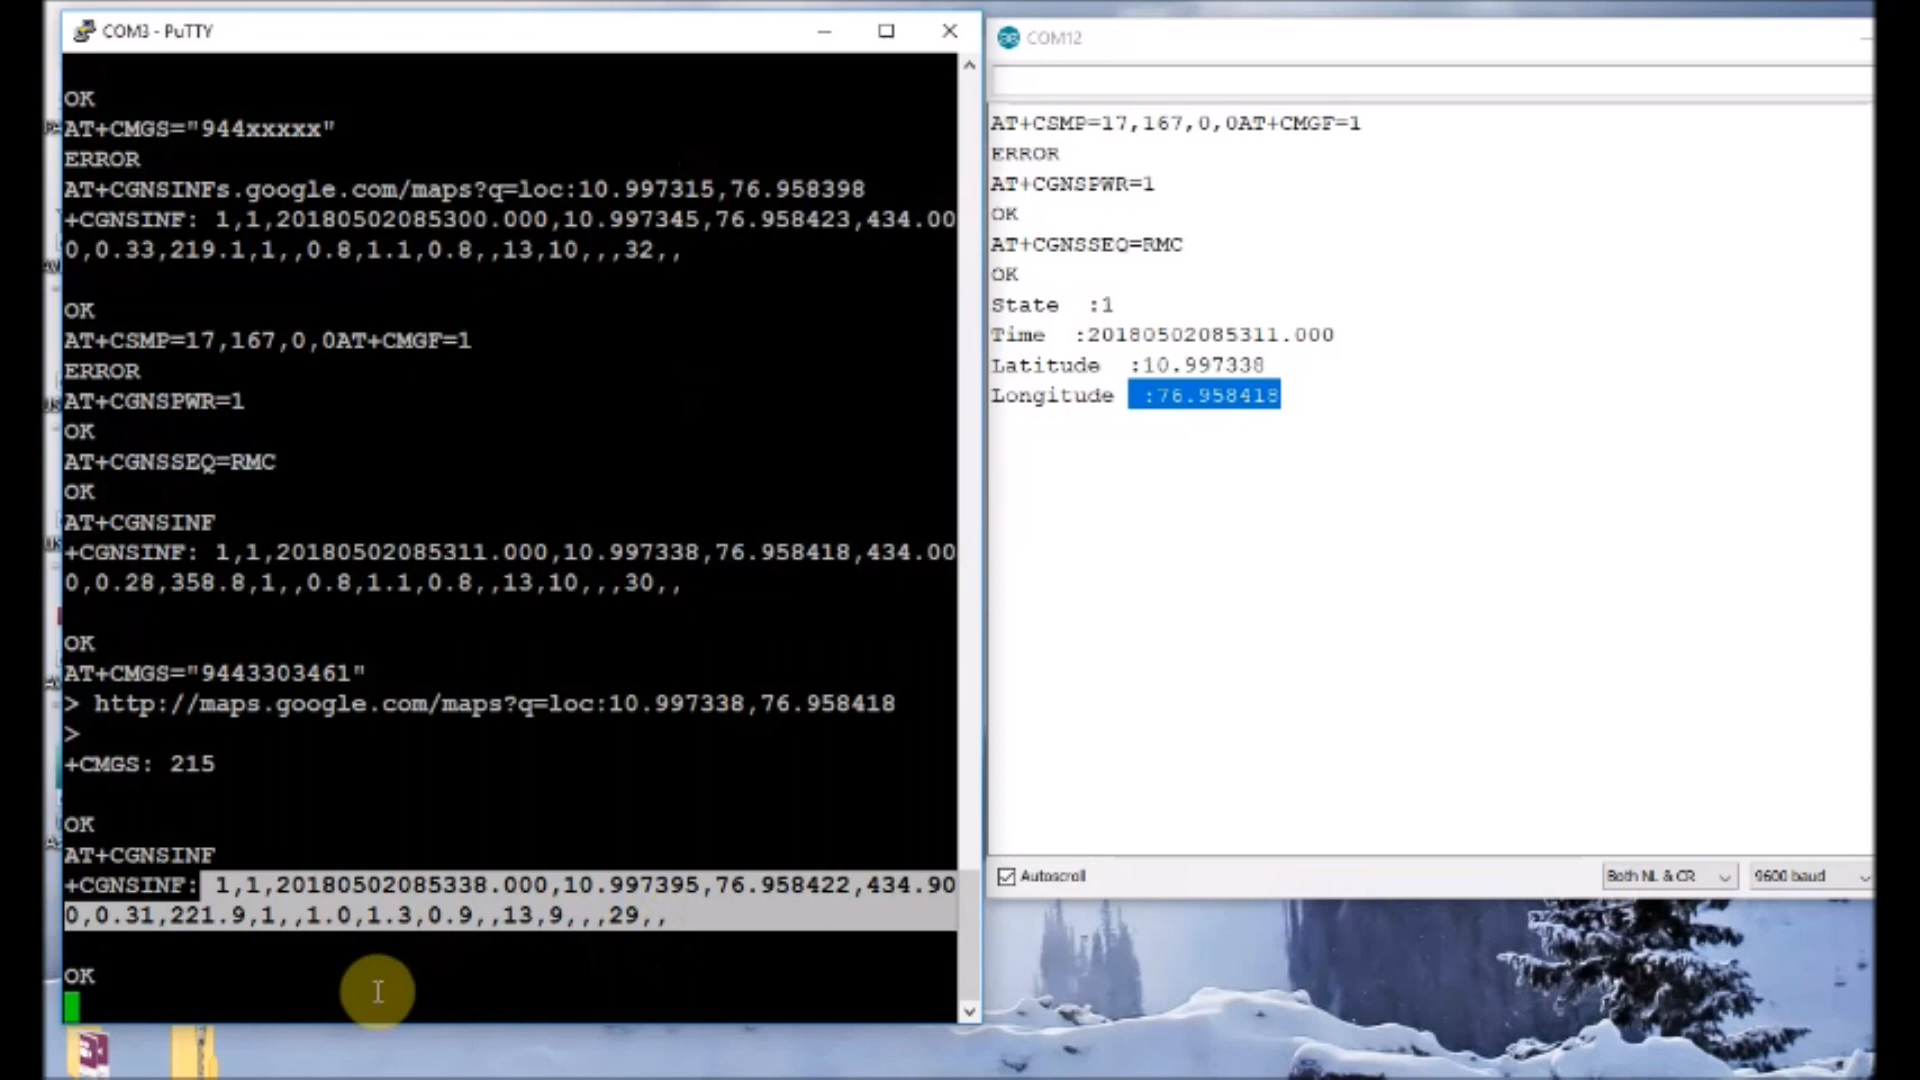 COM3 - PuTTY
OK
AT+CMGS="944xxxxx"
ERROR
AT+CGNSINFs.google.com/maps?q=loc:10.997315,76.958398
+CGNSINF: 1,1,20180502085300.000,10.997345,76.958423,434.00
0,0.33,219.1,1,,0.8,1.1,0.8,,13,10,,,32,,
OK
AT+CSMP=17,167,0,0AT+CMGF=1
ERROR
AT+CGNSPWR=1
OK
AT+CGNSSEQ=RMC
OK
AT+CGNSINF
+CGNSINF: 1,1,20180502085311.000,10.997338,76.958418,434.00
0,0.28,358.8,1,,0.8,1.1,0.8,,13,10,,,30,,
OK
AT+CMGS="9443303461"
> http://maps.google.com/maps?q=loc:10.997338,76.958418
>
+CMGS: 215
OK
AT+CGNSINF
+CGNSINF: 1,1,20180502085338.000,10.997395,76.958422,434.90
0,0.31,221.9,1,,1.0,1.3,0.9,,13,9,,,29,,
OK
COM12
AT+CSMP=17,167,0,0AT+CMGF=1
ERROR
AT+CGNSPWR=1
OK
AT+CGNSSEQ=RMC
OK
State :1
Time :20180502085311.000
Latitude :10.997338
Longitude :76.958418
Autoscroll
Both NL & CR
9600 baud